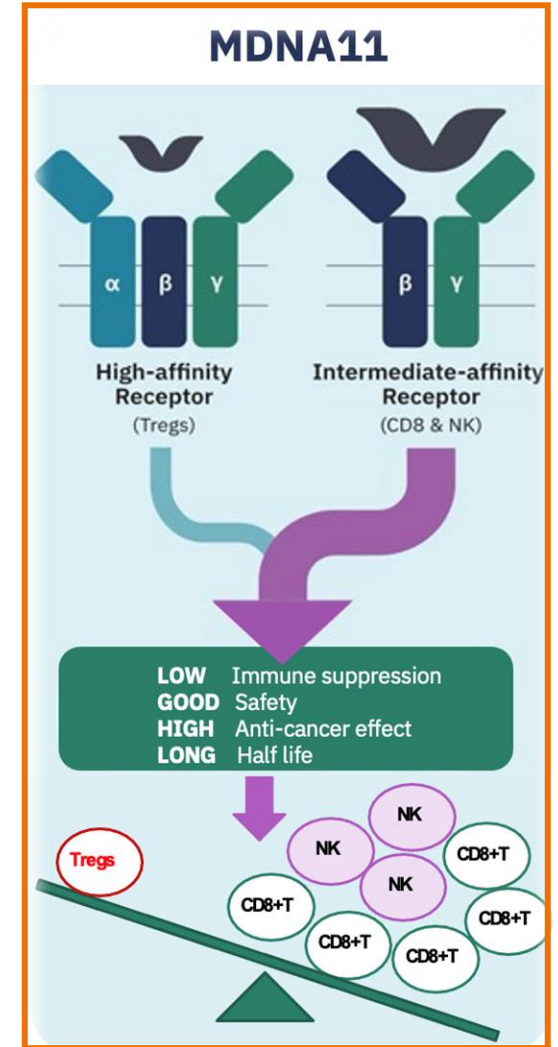 MDNA11
α β γ
β γ
High-affinity
Receptor
(Tregs)
Intermediate-affinity
Receptor
(CD8 & NK)
LOW Immune suppression
GOOD Safety
HIGH Anti-cancer effect
LONG Half life
Tregs
NK
NK
NK
CD8+T
CD8+T
CD8+T
CD8+T
CD8+T